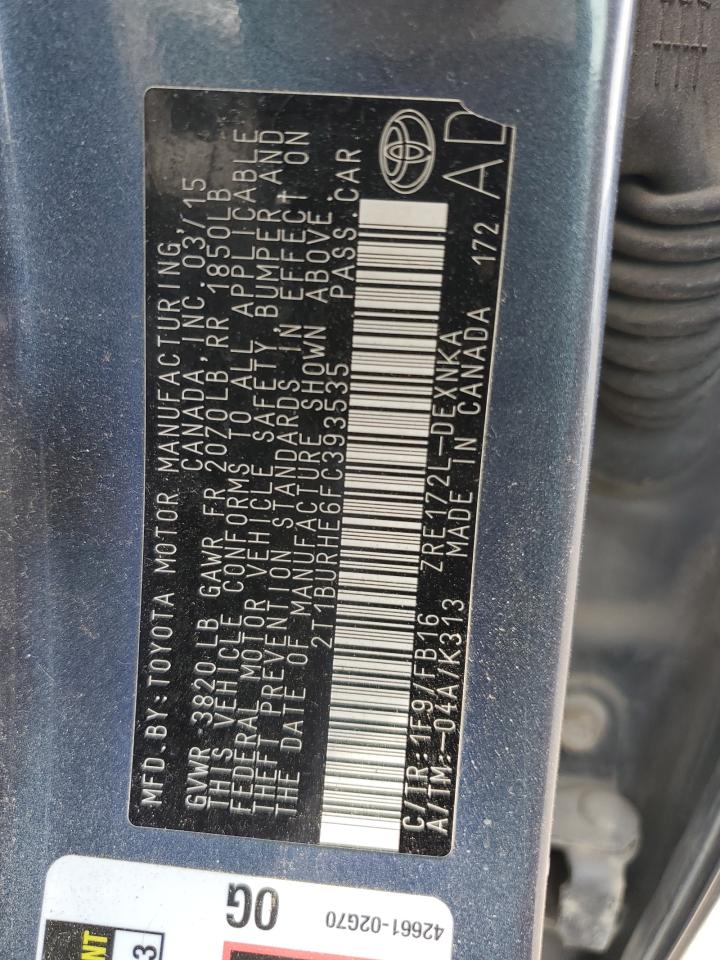 MFD.BY: TOYOTA MOTOR MANUFACTURING,
CANADA, INC. 03/15
GVWR 3820 LB GAWR FR 2020LB, RR 1850LB
THIS VEHICLE CONFORMS TO ALL APPLICABLE
FEDERAL MOTOR VEHICLE SAFETY, BUMPER, AND
THEFT PREVENTION STANDARDS IN EFFECT ON
THE DATE OF MANUFACTURE SHOWN ABOVE.
2T1BURHE6FC393535 PASS.CAR
C/TR: 1F9/FB16 ZRE172L-DEXNKA
A/TM: -04A/K313 MADE IN CANADA 172
AD
0G
42661-02G70
3